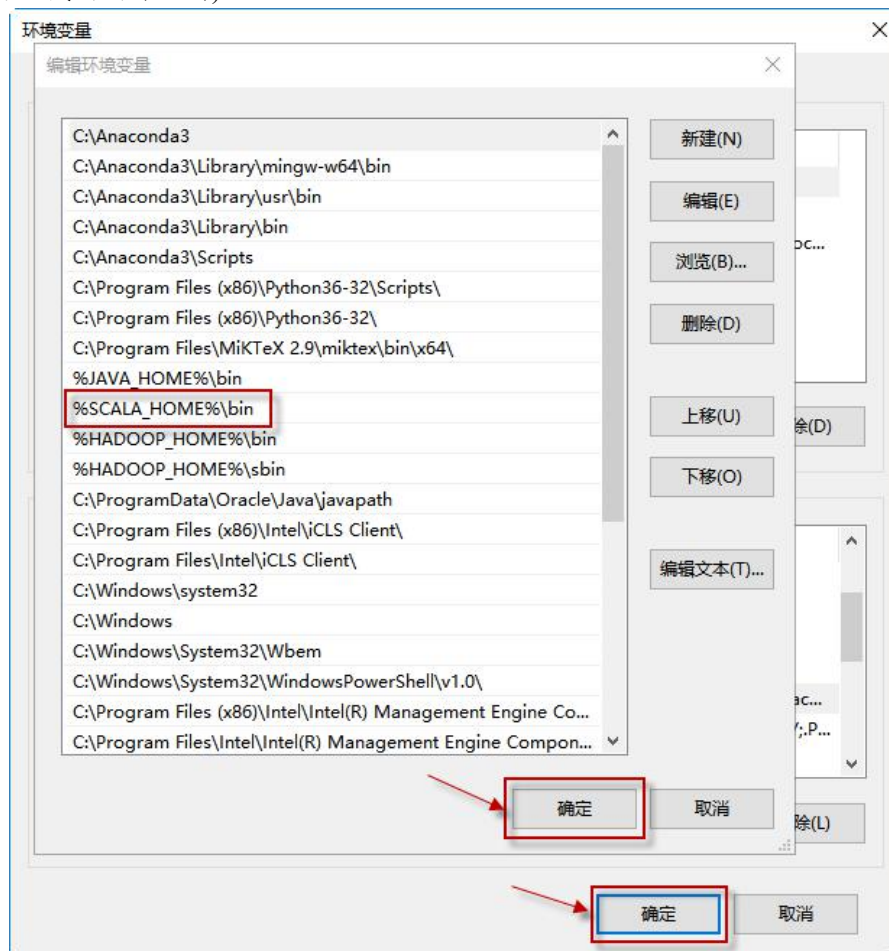 环境变量
编辑环境变量
C:\Anaconda3
C:\Anaconda3\Library\mingw-w64\bin
C:\Anaconda3\Library\usr\bin
C:\Anaconda3\Library\bin
C:\Anaconda3\Scripts
C:\Program Files (x86)\Python36-32\Scripts\
C:\Program Files (x86)\Python36-32\
C:\Program Files\MiKTeX 2.9\miktex\bin\x64\
%JAVA_HOME%\bin
%SCALA_HOME%\bin
%HADOOP_HOME%\bin
%HADOOP_HOME%\sbin
C:\ProgramData\Oracle\Java\javapath
C:\Program Files (x86)\Intel\iCLS Client\
C:\Program Files\Intel\iCLS Client\
C:\Windows\system32
C:\Windows
C:\Windows\System32\Wbem
C:\Windows\System32\WindowsPowerShell\v1.0\
C:\Program Files (x86)\Intel\Intel(R) Management Engine Co...
C:\Program Files\Intel\Intel(R) Management Engine Compon...
新建(N)
编辑(E)
浏览(B)...
删除(D)
上移(U)
下移(O)
编辑文本(T)...
oc...
除(D)
ac...
/;.P...
除(L)
确定
取消
确定
取消